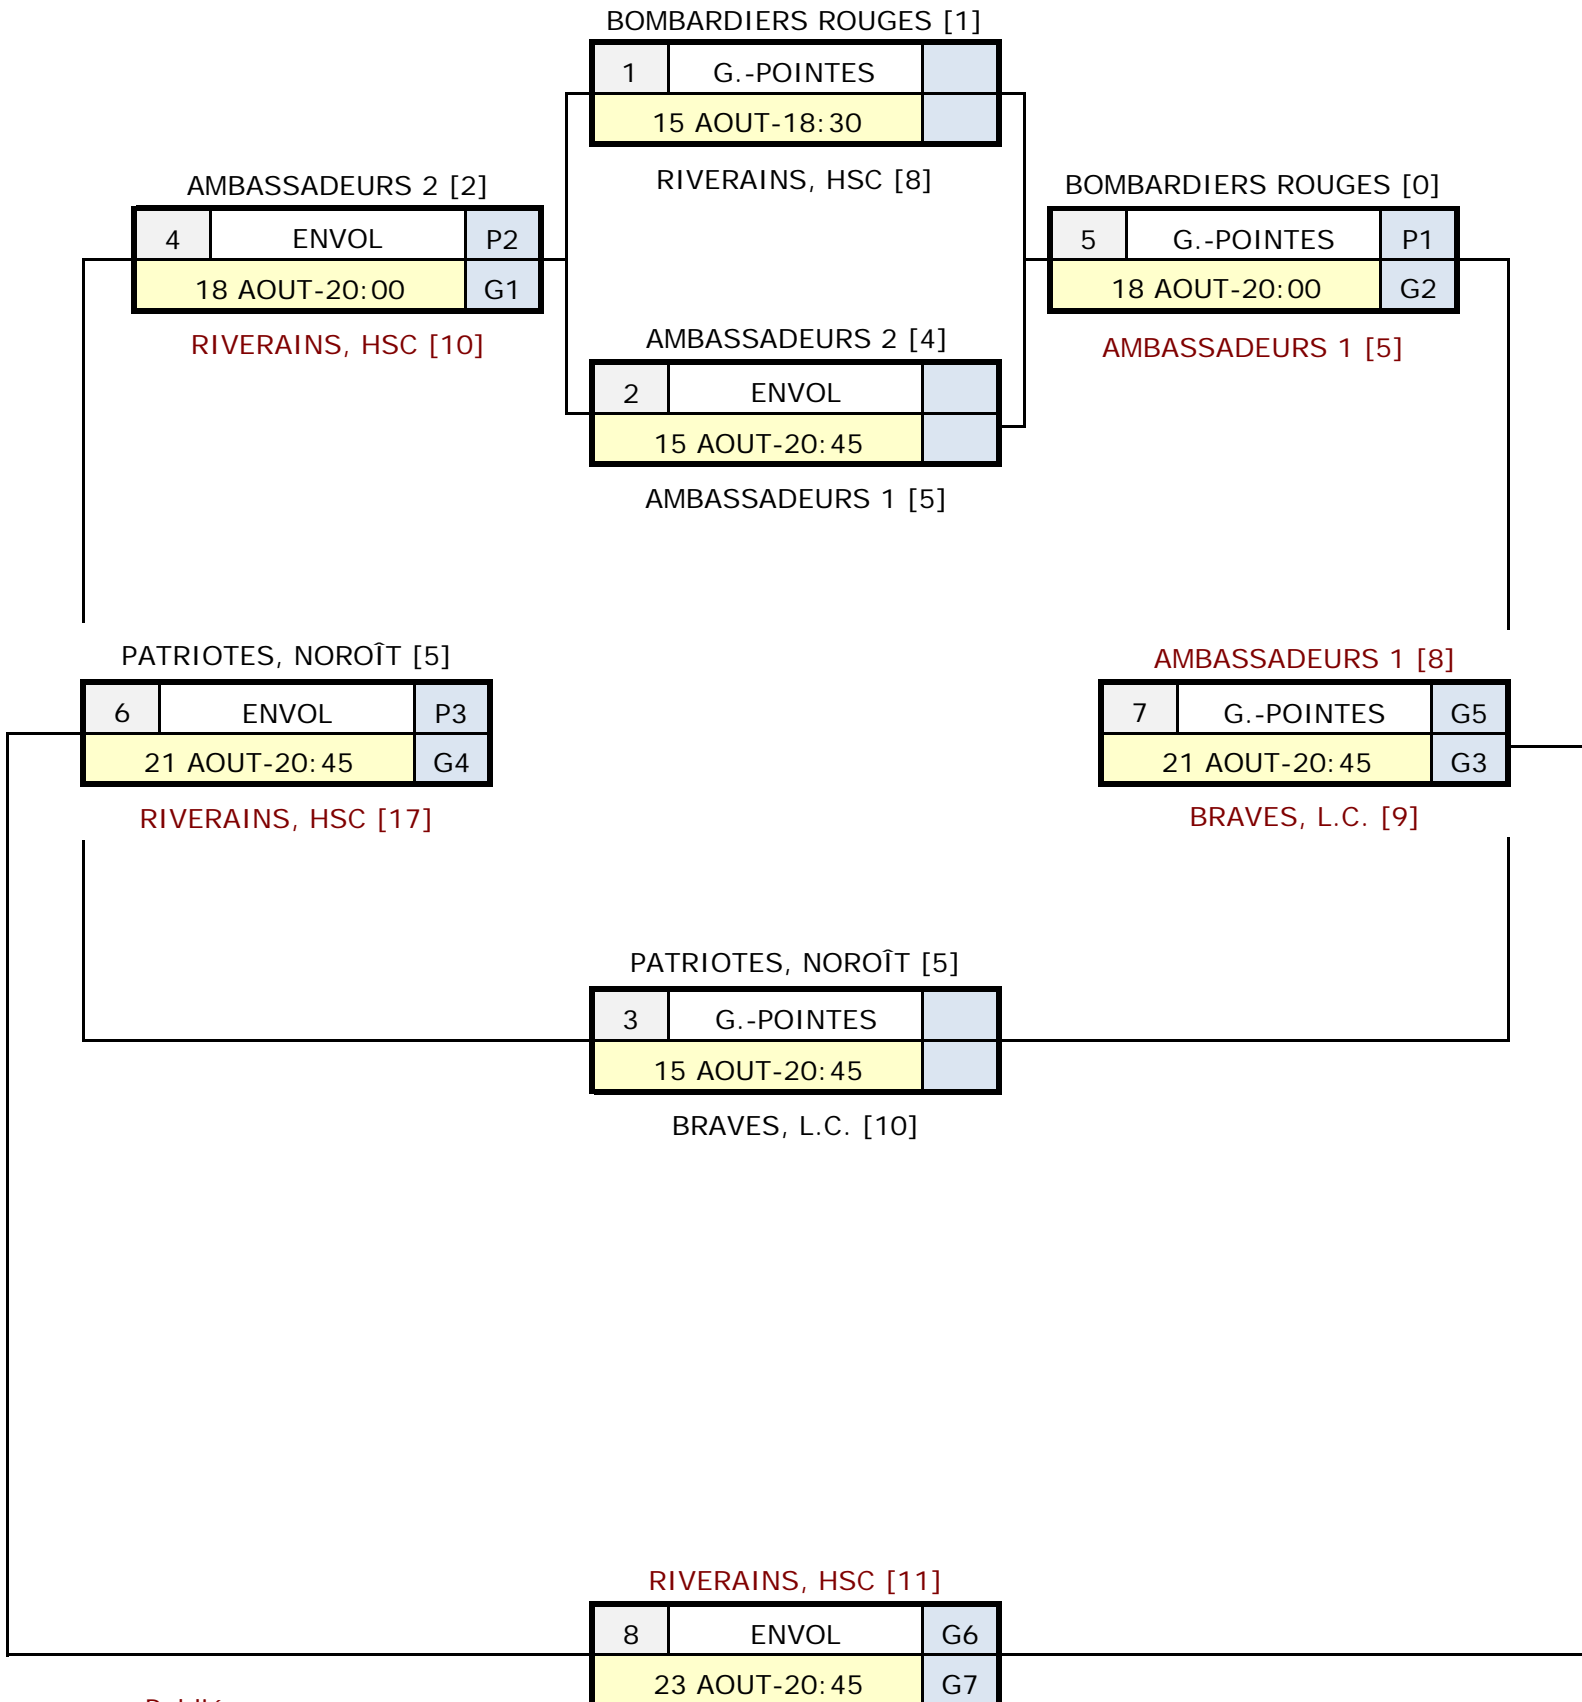 BOMBARDIERS ROUGES [1]
1 G.-POINTES
15 AOUT-18:30
RIVERAINS, HSC [8]
AMBASSADEURS 2 [2]
4 ENVOL P2
18 AOUT-20:00 G1
RIVERAINS, HSC [10]
BOMBARDIERS ROUGES [0]
5 G.-POINTES P1
18 AOUT-20:00 G2
AMBASSADEURS 1 [5]
AMBASSADEURS 2 [4]
2 ENVOL
15 AOUT-20:45
AMBASSADEURS 1 [5]
PATRIOTES, NOROÎT [5]
6 ENVOL P3
21 AOUT-20:45 G4
RIVERAINS, HSC [17]
AMBASSADEURS 1 [8]
7 G.-POINTES G5
21 AOUT-20:45 G3
BRAVES, L.C. [9]
PATRIOTES, NOROÎT [5]
3 G.-POINTES
15 AOUT-20:45
BRAVES, L.C. [10]
RIVERAINS, HSC [11]
8 ENVOL G6
23 AOUT-20:45 G7